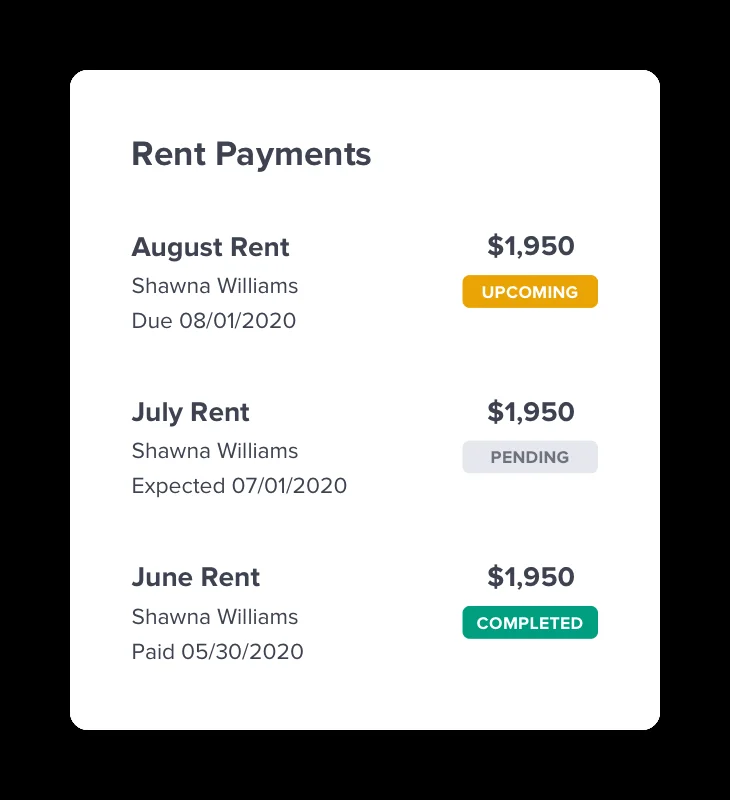 Rent Payments
August Rent
$1,950
Shawna Williams
UPCOMING
Due 08/01/2020
July Rent
$1,950
Shawna Williams
PENDING
Expected 07/01/2020
June Rent
$1,950
Shawna Williams
COMPLETED
Paid 05/30/2020